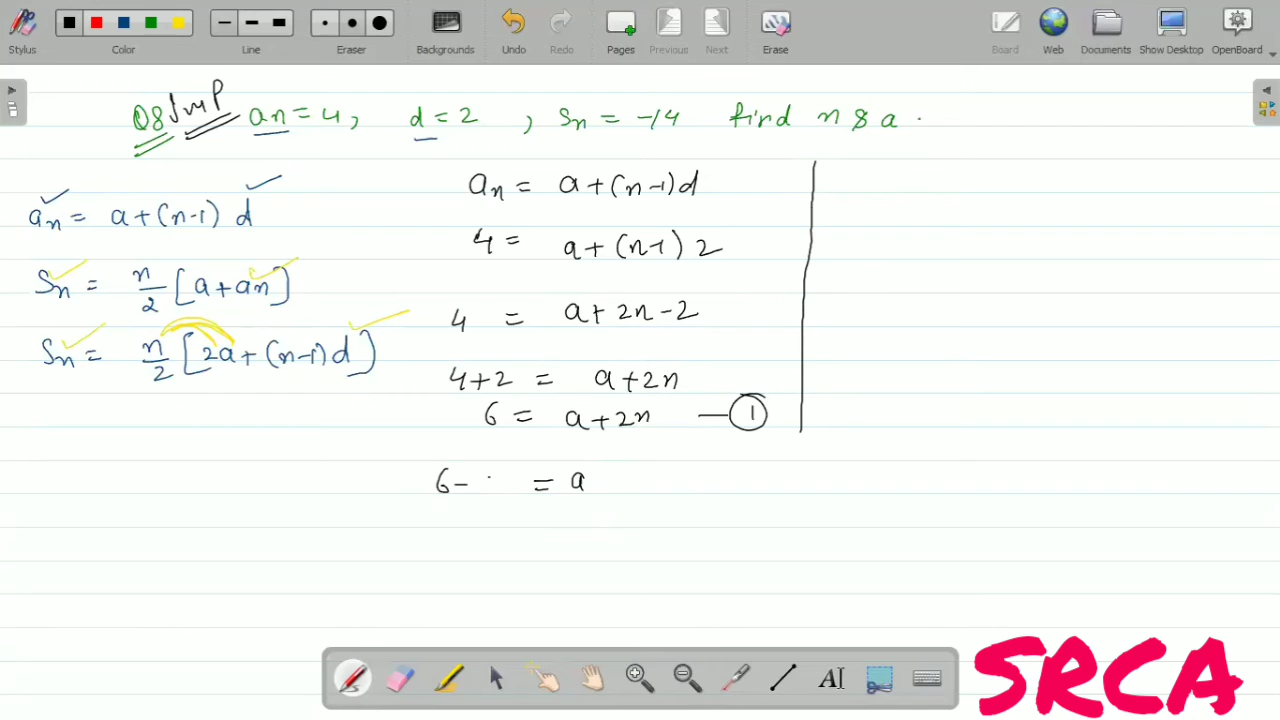 Stylus
Color
Line
Eraser
Backgrounds
Undo
Redo
Pages
Previous
Next
Erase
Board
Web
Documents
Show Desktop
OpenBoard
Q8 Imp an = 4, d = 2, Sn = -14 find n & a.
an = a+(n-1) d
Sn = n/2 [a+an]
Sn = n/2 [2a+(n-1)d]
an = a+(n-1)d
4 = a+(n-1) 2
4 = a+2n-2
4+2 = a+2n
6 = a+2n — 1
6- = a
SRCA